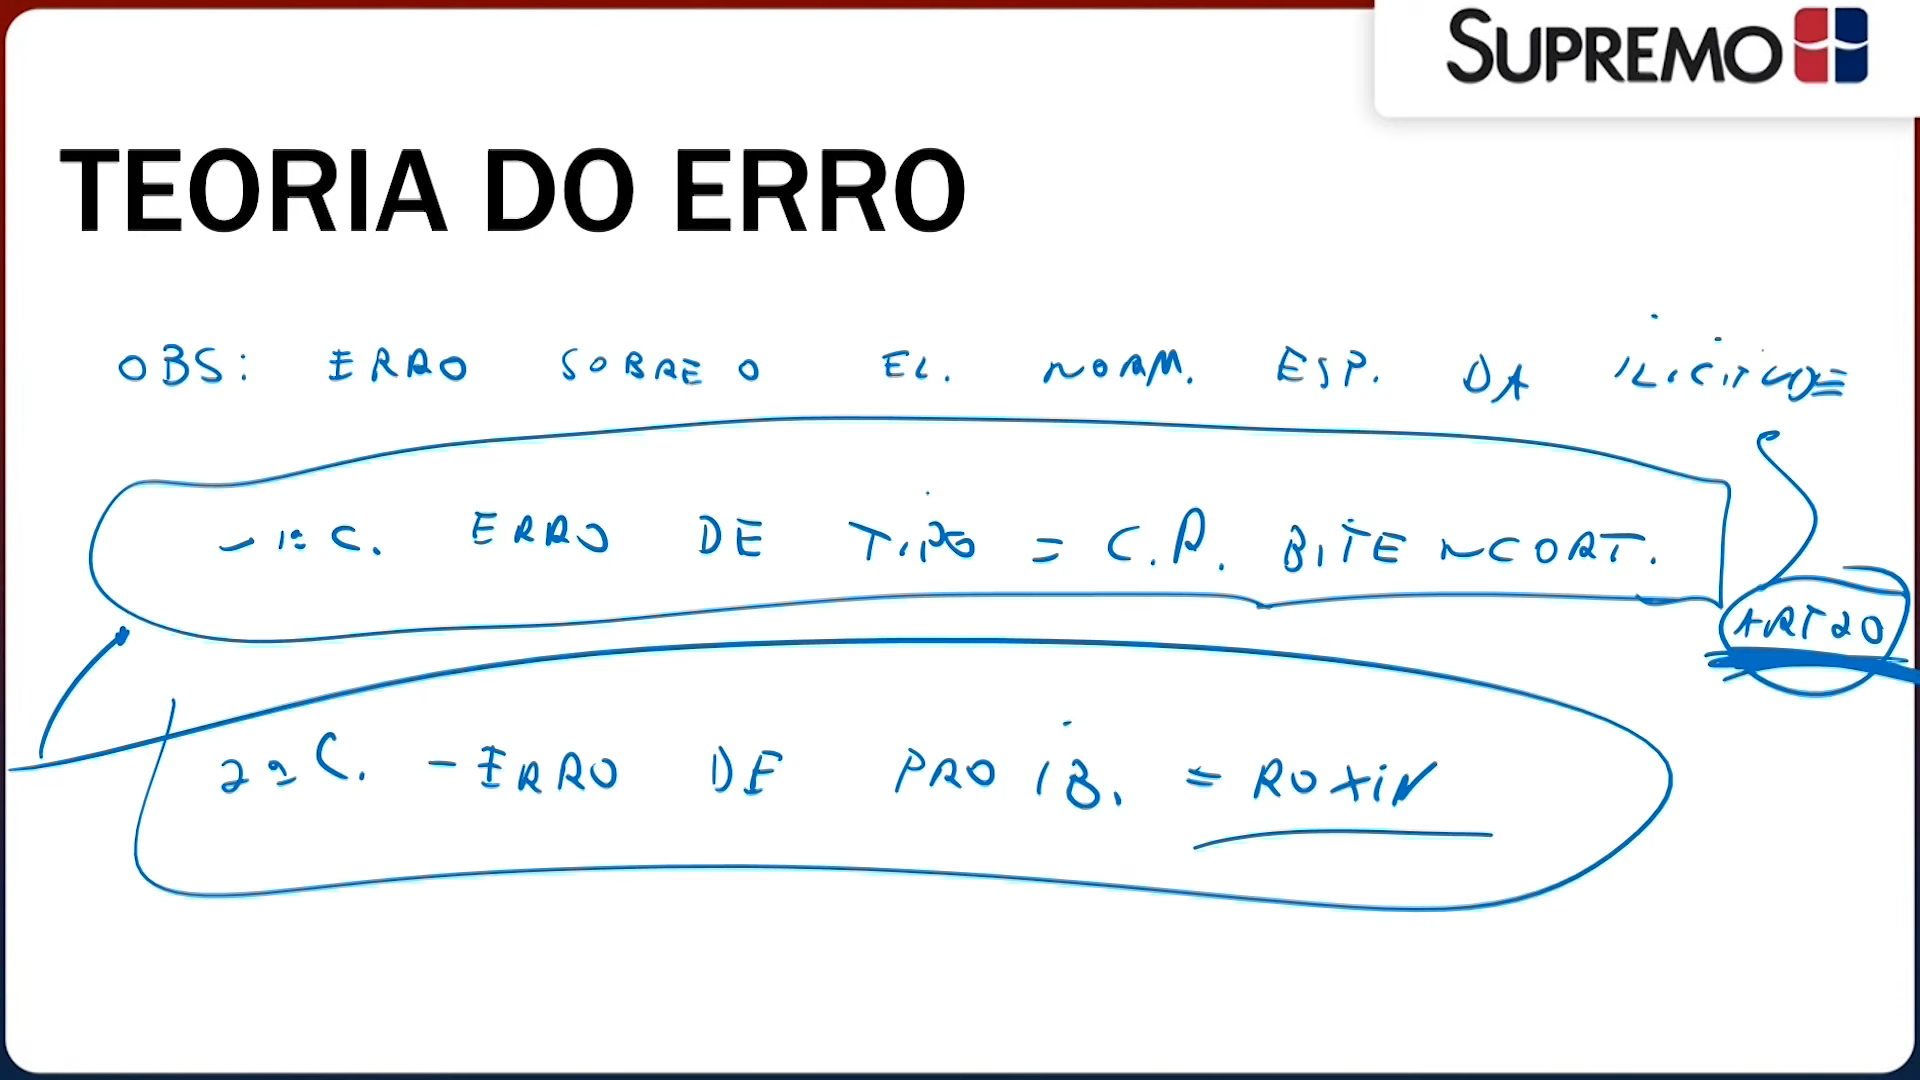 SUPREMO
TEORIA DO ERRO
OBS: ERRO SOBRE O EL. NORM. ESP. DA ILICITUDE
- 1ª C. ERRO DE TIPO = C.R. BITENCORT.
ART 20
2ª C. - ERRO DE PROIB. = ROXIN